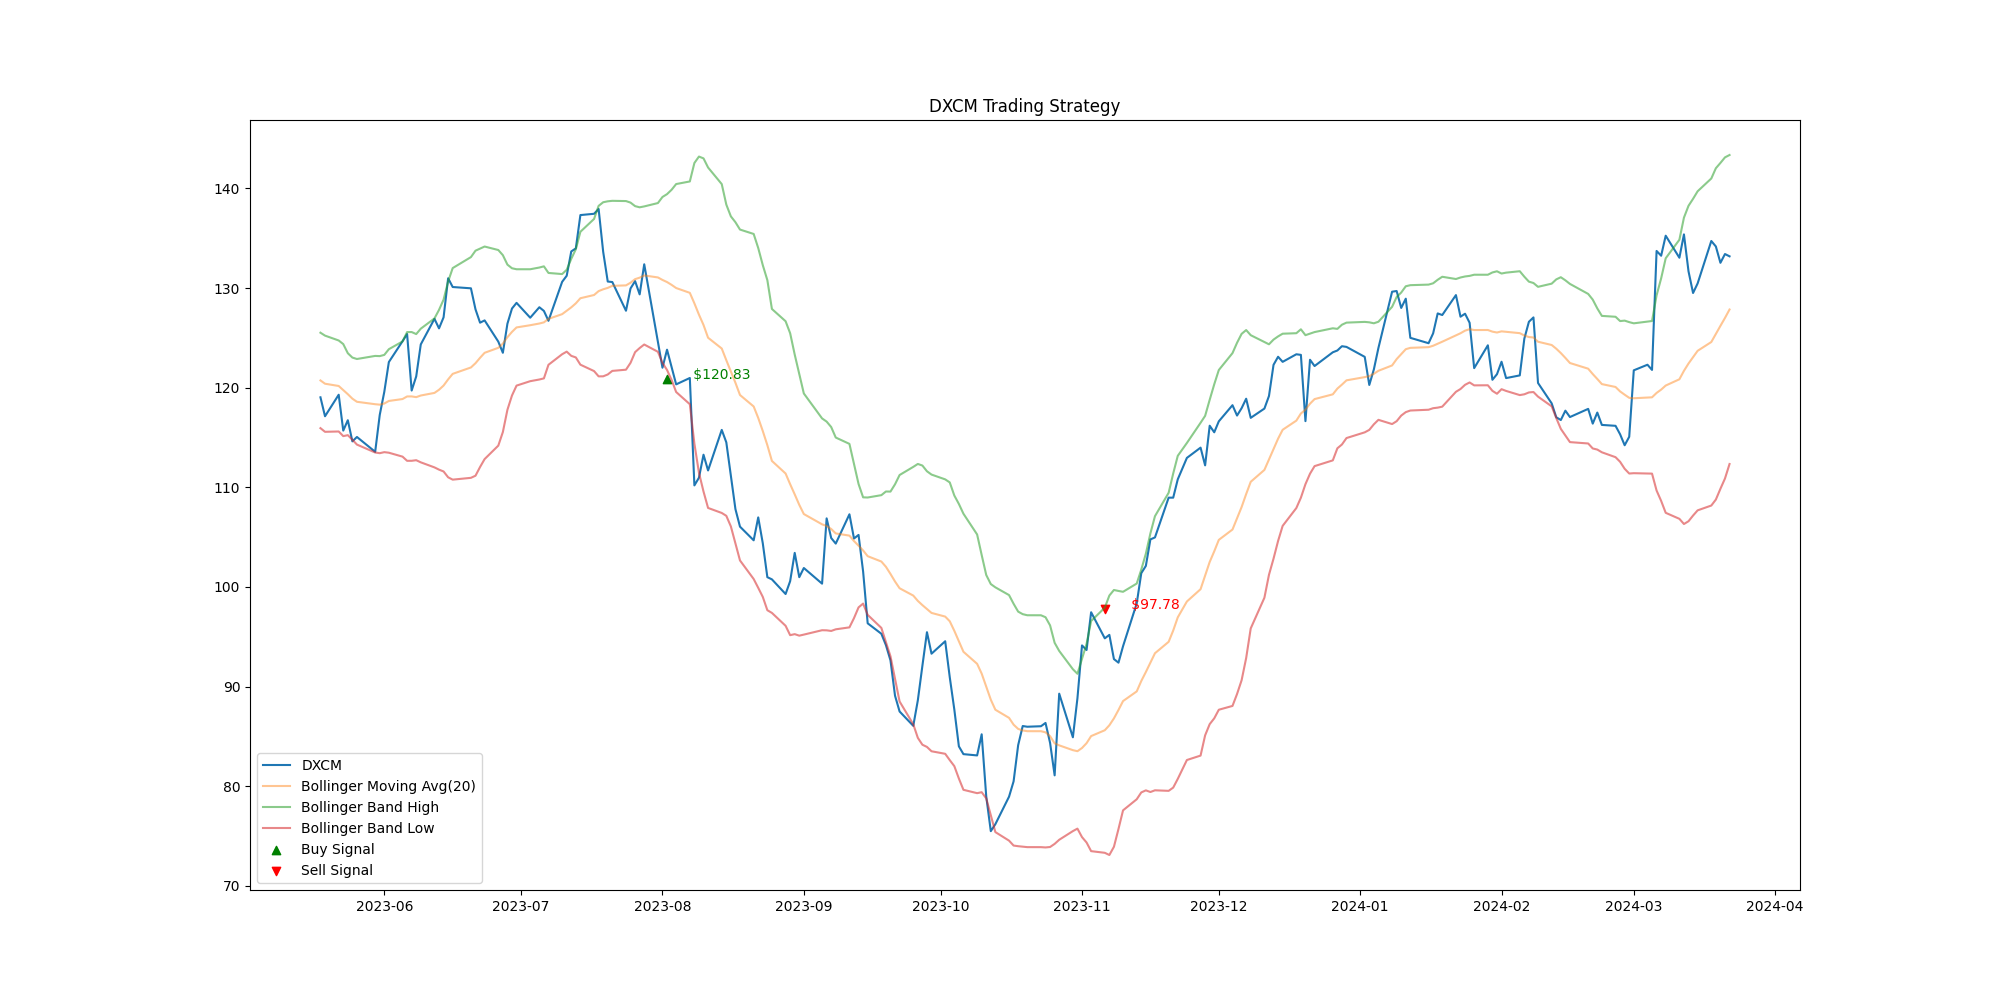 DXCM Trading Strategy
140
130
120
110
100
90
80
70
$120.83
$97.78
DXCM
Bollinger Moving Avg(20)
Bollinger Band High
Bollinger Band Low
Buy Signal
Sell Signal
2023-06 2023-07 2023-08 2023-09 2023-10 2023-11 2023-12 2024-01 2024-02 2024-03 2024-04